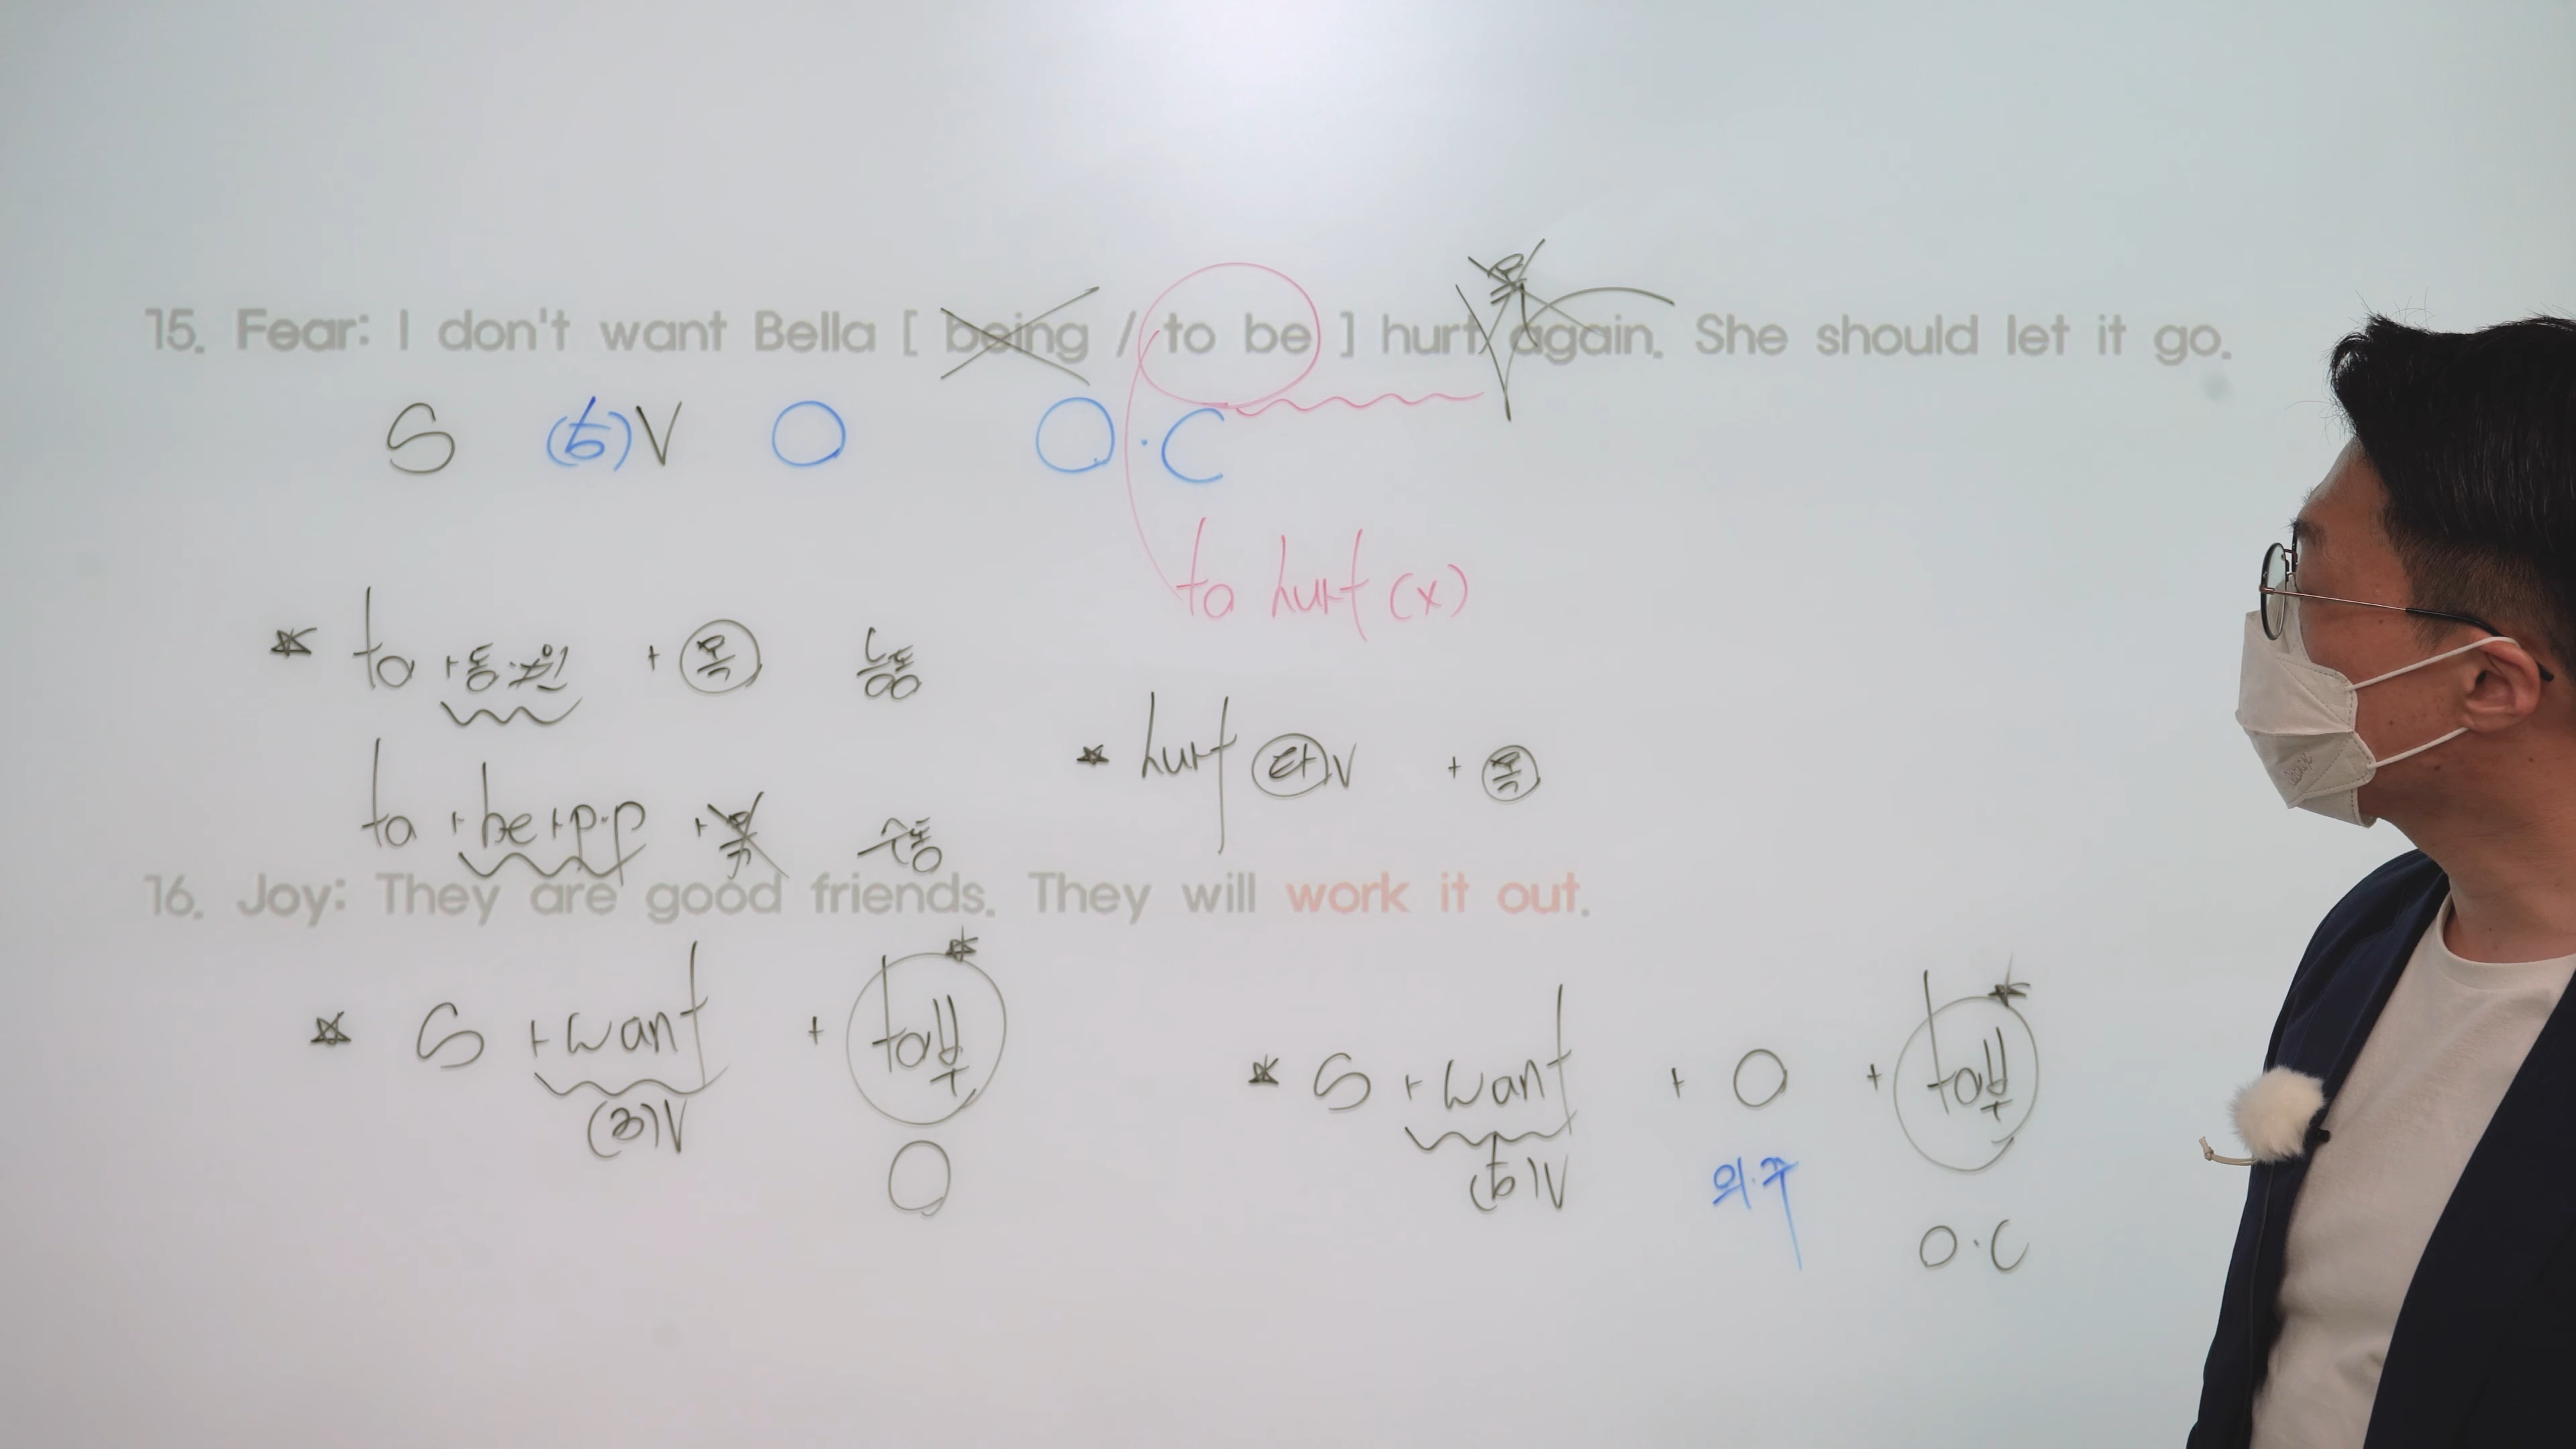 목
15. Fear: I don't want Bella [ being / to be ] hurt again. She should let it go.
S (5)V O O·C
to hurt (x)
☆ to +동·원 + 목 능동
☆ hurt 타V + 목
to + be + p.p + 목 수동
16. Joy: They are good friends. They will work it out.
☆ S + want + to부
☆ S + want + O + to부
(3)V O
(5)V 의·주 O·C